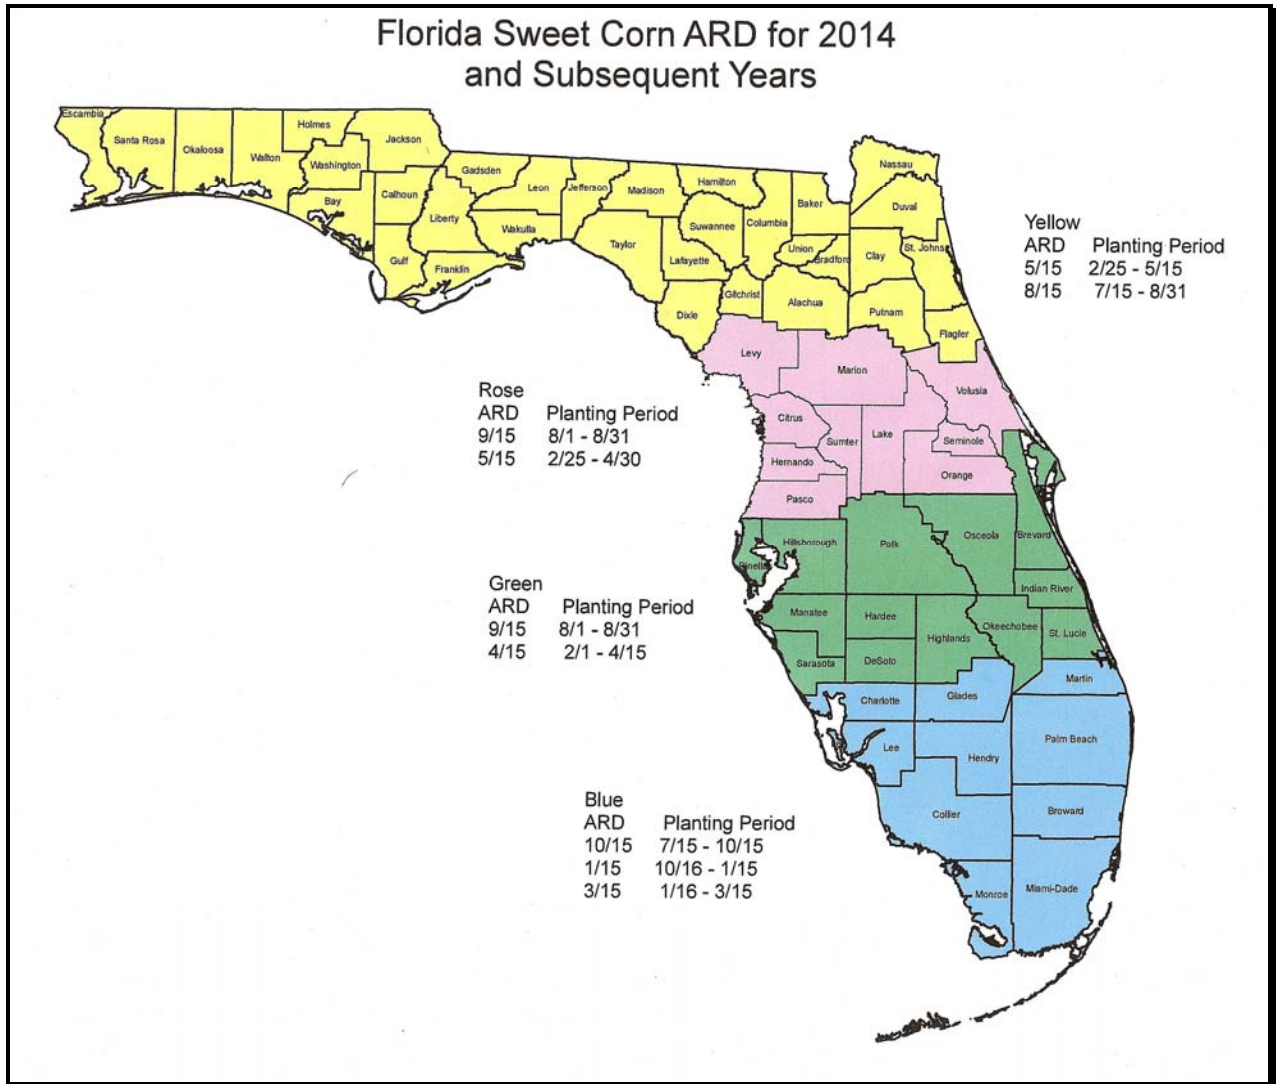 Florida Sweet Corn ARD for 2014
and Subsequent Years
Escambia
Santa Rosa
Okaloosa
Walton
Holmes
Washington
Jackson
Bay
Calhoun
Gulf
Liberty
Franklin
Gadsden
Leon
Wakulla
Jefferson
Madison
Taylor
Hamilton
Suwannee
Lafayette
Dixie
Columbia
Gilchrist
Baker
Union
Bradford
Alachua
Nassau
Duval
Clay
St. Johns
Putnam
Flagler
Yellow
ARD Planting Period
5/15 2/25 - 5/15
8/15 7/15 - 8/31
Levy
Marion
Volusia
Citrus
Sumter
Lake
Seminole
Hernando
Orange
Pasco
Rose
ARD Planting Period
9/15 8/1 - 8/31
5/15 2/25 - 4/30
Hillsborough
Polk
Osceola
Brevard
Pinellas
Indian River
Manatee
Hardee
Highlands
Okeechobee
St. Lucie
Sarasota
DeSoto
Green
ARD Planting Period
9/15 8/1 - 8/31
4/15 2/1 - 4/15
Martin
Charlotte
Glades
Lee
Hendry
Palm Beach
Collier
Broward
Monroe
Miami-Dade
Blue
ARD Planting Period
10/15 7/15 - 10/15
1/15 10/16 - 1/15
3/15 1/16 - 3/15